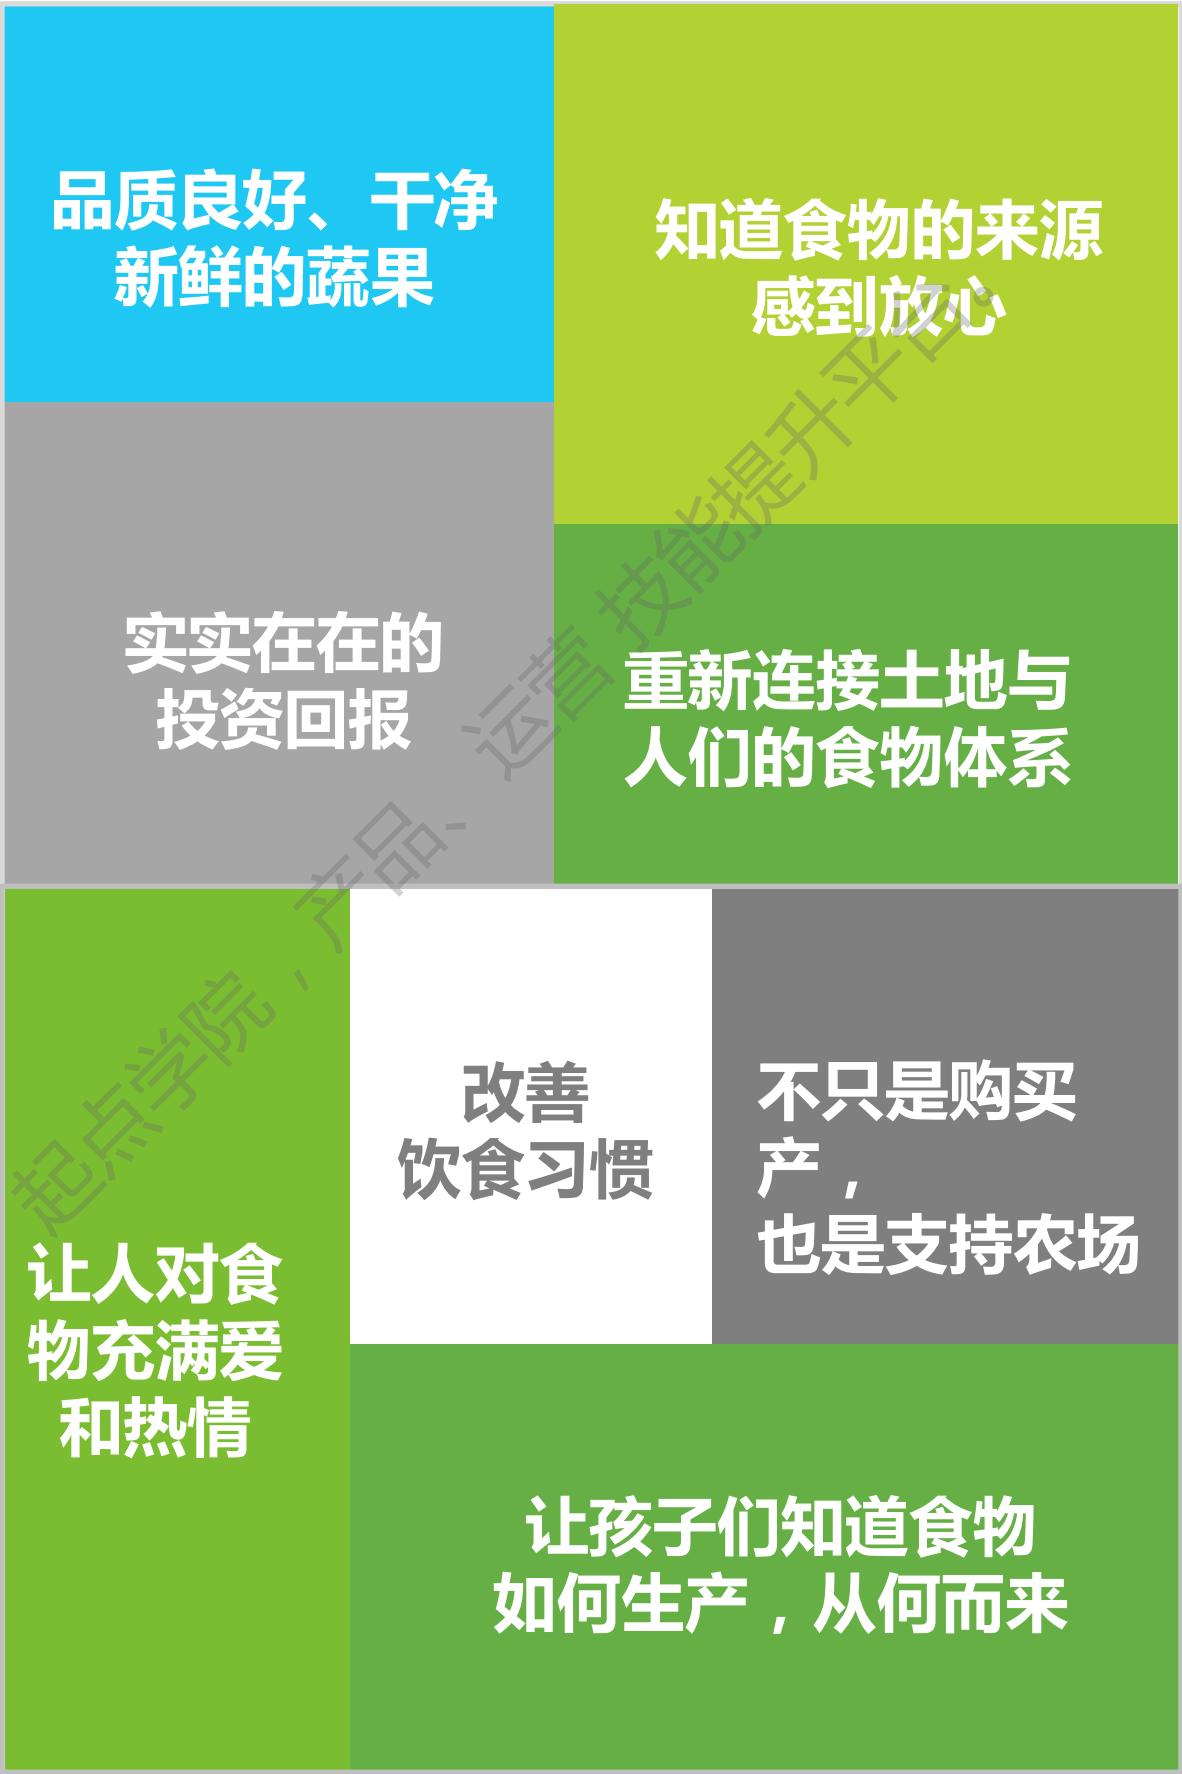 品质良好、干净
新鲜的蔬果
知道食物的来源
感到放心
实实在在的
投资回报
重新连接土地与
人们的食物体系
让人对食
物充满爱
和热情
改善
饮食习惯
不只是购买
产，
也是支持农场
让孩子们知道食物
如何生产，从何而来
起点学院，产品、运营 技能提升平台。